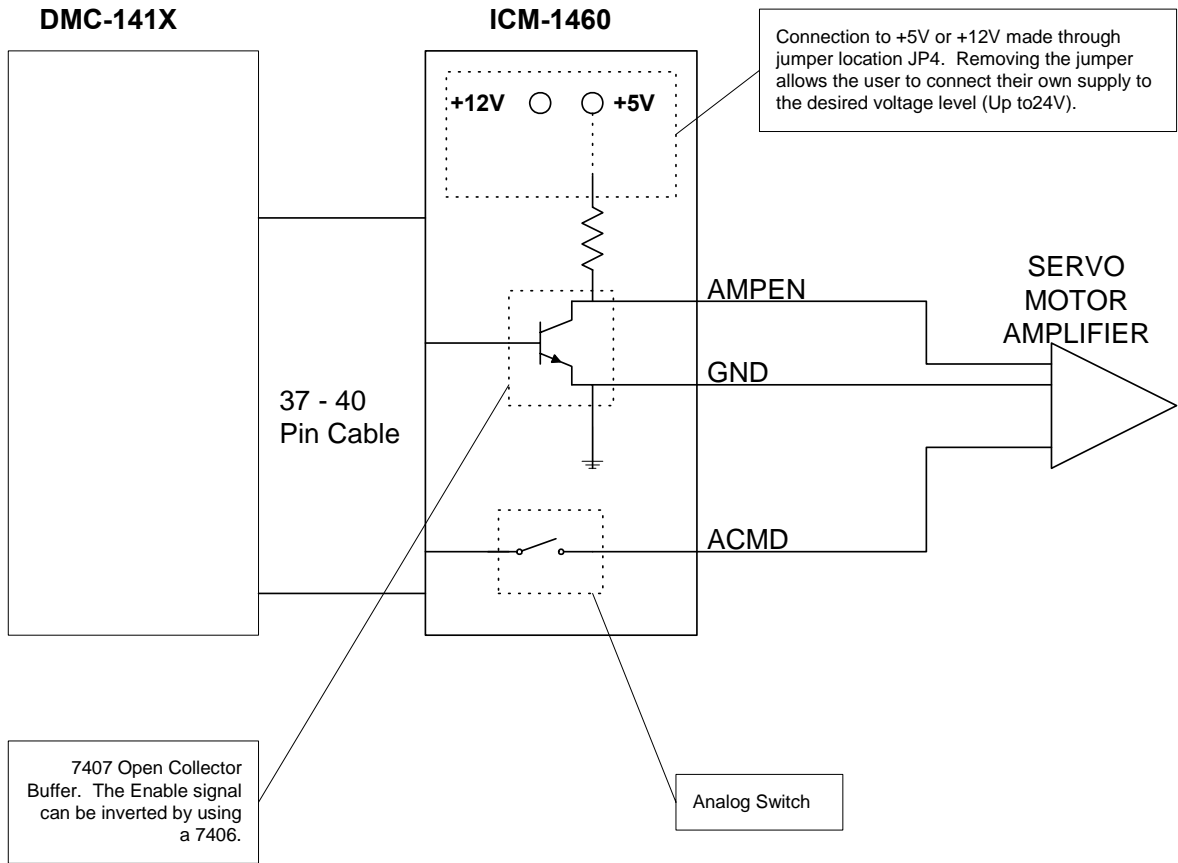 DMC-141X
ICM-1460
Connection to +5V or +12V made through
jumper location JP4. Removing the jumper
allows the user to connect their own supply to
the desired voltage level (Up to24V).
+12V
+5V
SERVO
MOTOR
AMPLIFIER
AMPEN
GND
37 - 40
Pin Cable
ACMD
7407 Open Collector
Buffer. The Enable signal
can be inverted by using
a 7406.
Analog Switch